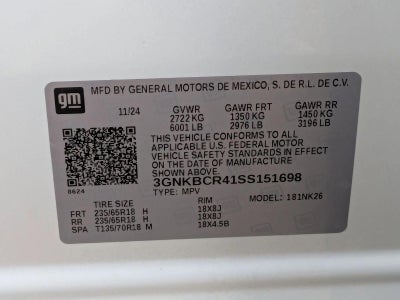 gm
MFD BY GENERAL MOTORS DE MEXICO, S. DE R.L. DE C.V.
11/24 GVWR GAWR FRT GAWR RR
2722 KG 1350 KG 1450 KG
6001 LB 2976 LB 3196 LB
THIS VEHICLE CONFORMS TO ALL
APPLICABLE U.S. FEDERAL MOTOR
VEHICLE SAFETY STANDARDS IN EFFECT
ON THE DATE OF MANUFACTURE
SHOWN ABOVE.
3GNKBCR41SS151698
8624 TYPE: MPV MODEL: 181NK26
TIRE SIZE RIM
FRT 235/65R18 H 18X8J
RR 235/65R18 H 18X8J
SPA T135/70R18 M 18X4.5B